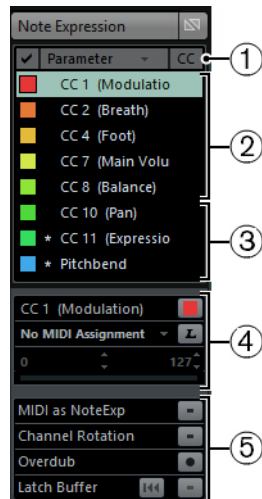 Note Expression
Parameter CC 1
CC 1 (Modulatio
CC 2 (Breath)
CC 4 (Foot)
2
CC 7 (Main Volu
CC 8 (Balance)
CC 10 (Pan)
* CC 11 (Expressio 3
* Pitchbend
CC 1 (Modulation)
No MIDI Assignment L 4
0 127
MIDI as NoteExp
Channel Rotation
5
Overdub
Latch Buffer